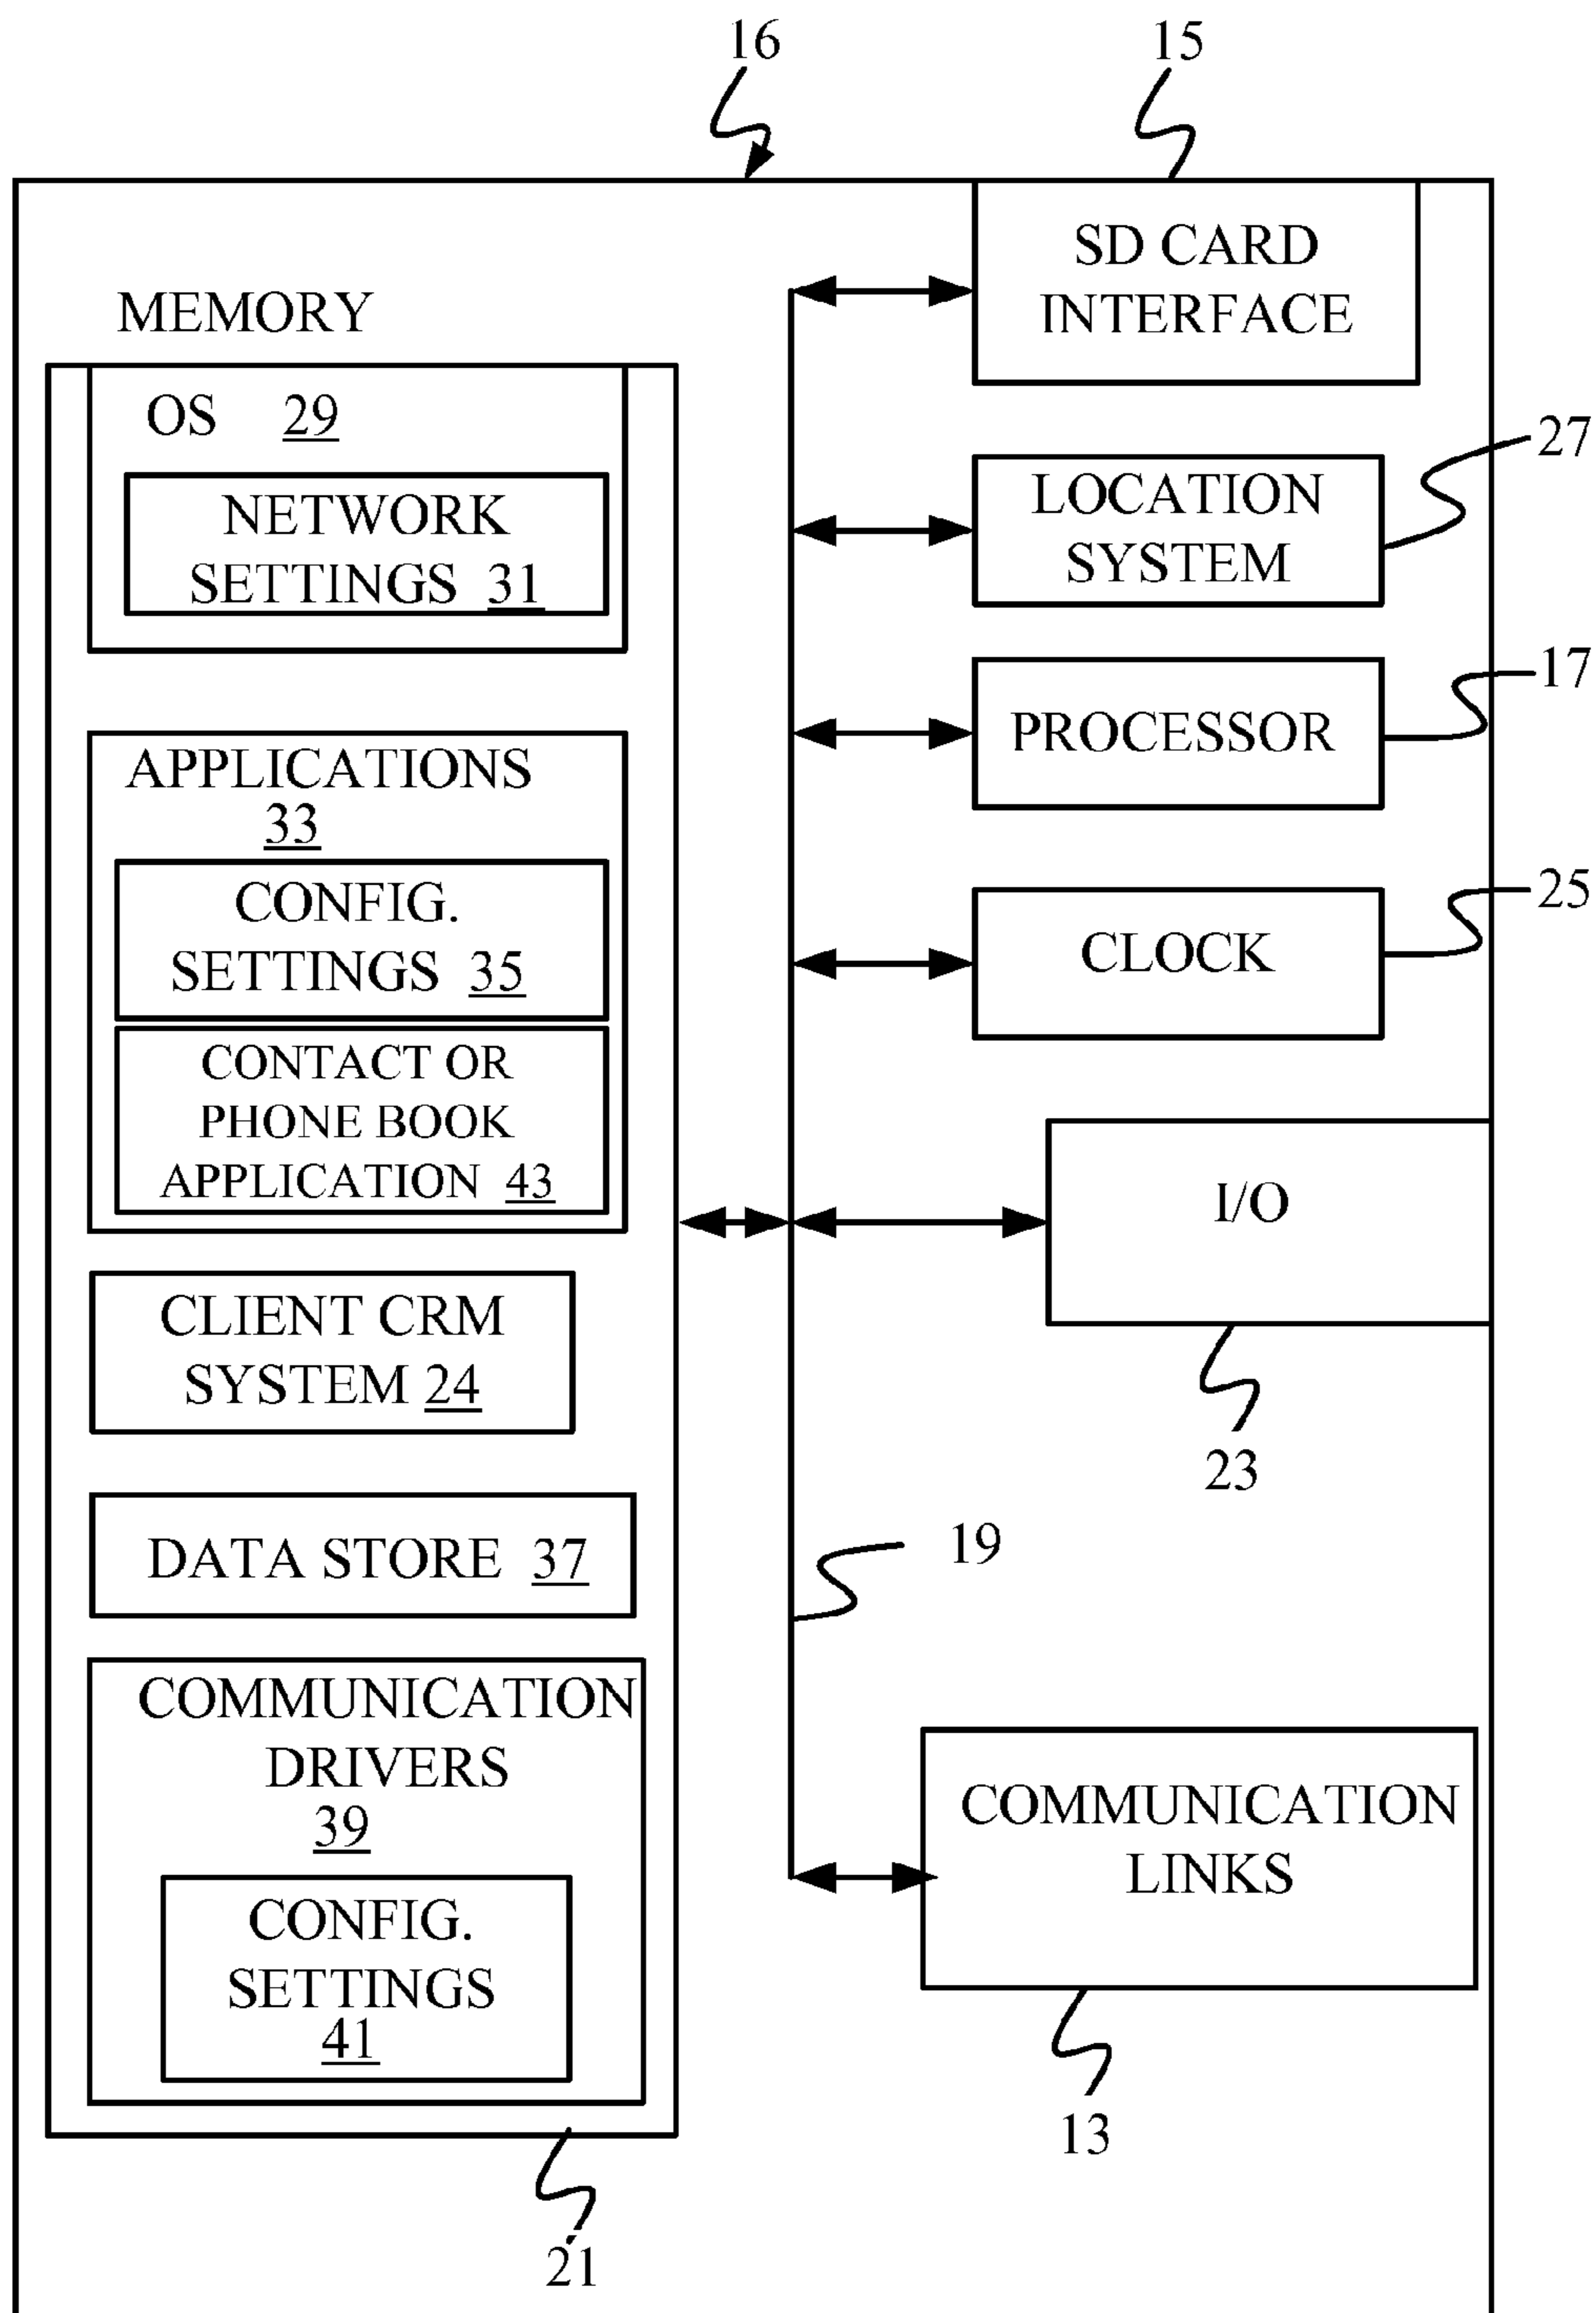 16
15
SD CARD
INTERFACE
MEMORY
OS 29
NETWORK
SETTINGS 31
LOCATION
SYSTEM
27
PROCESSOR
17
APPLICATIONS
33
CONFIG.
SETTINGS 35
CLOCK
25
CONTACT OR
PHONE BOOK
APPLICATION 43
I/O
23
CLIENT CRM
SYSTEM 24
19
DATA STORE 37
COMMUNICATION
DRIVERS
39
CONFIG.
SETTINGS
41
COMMUNICATION
LINKS
13
21